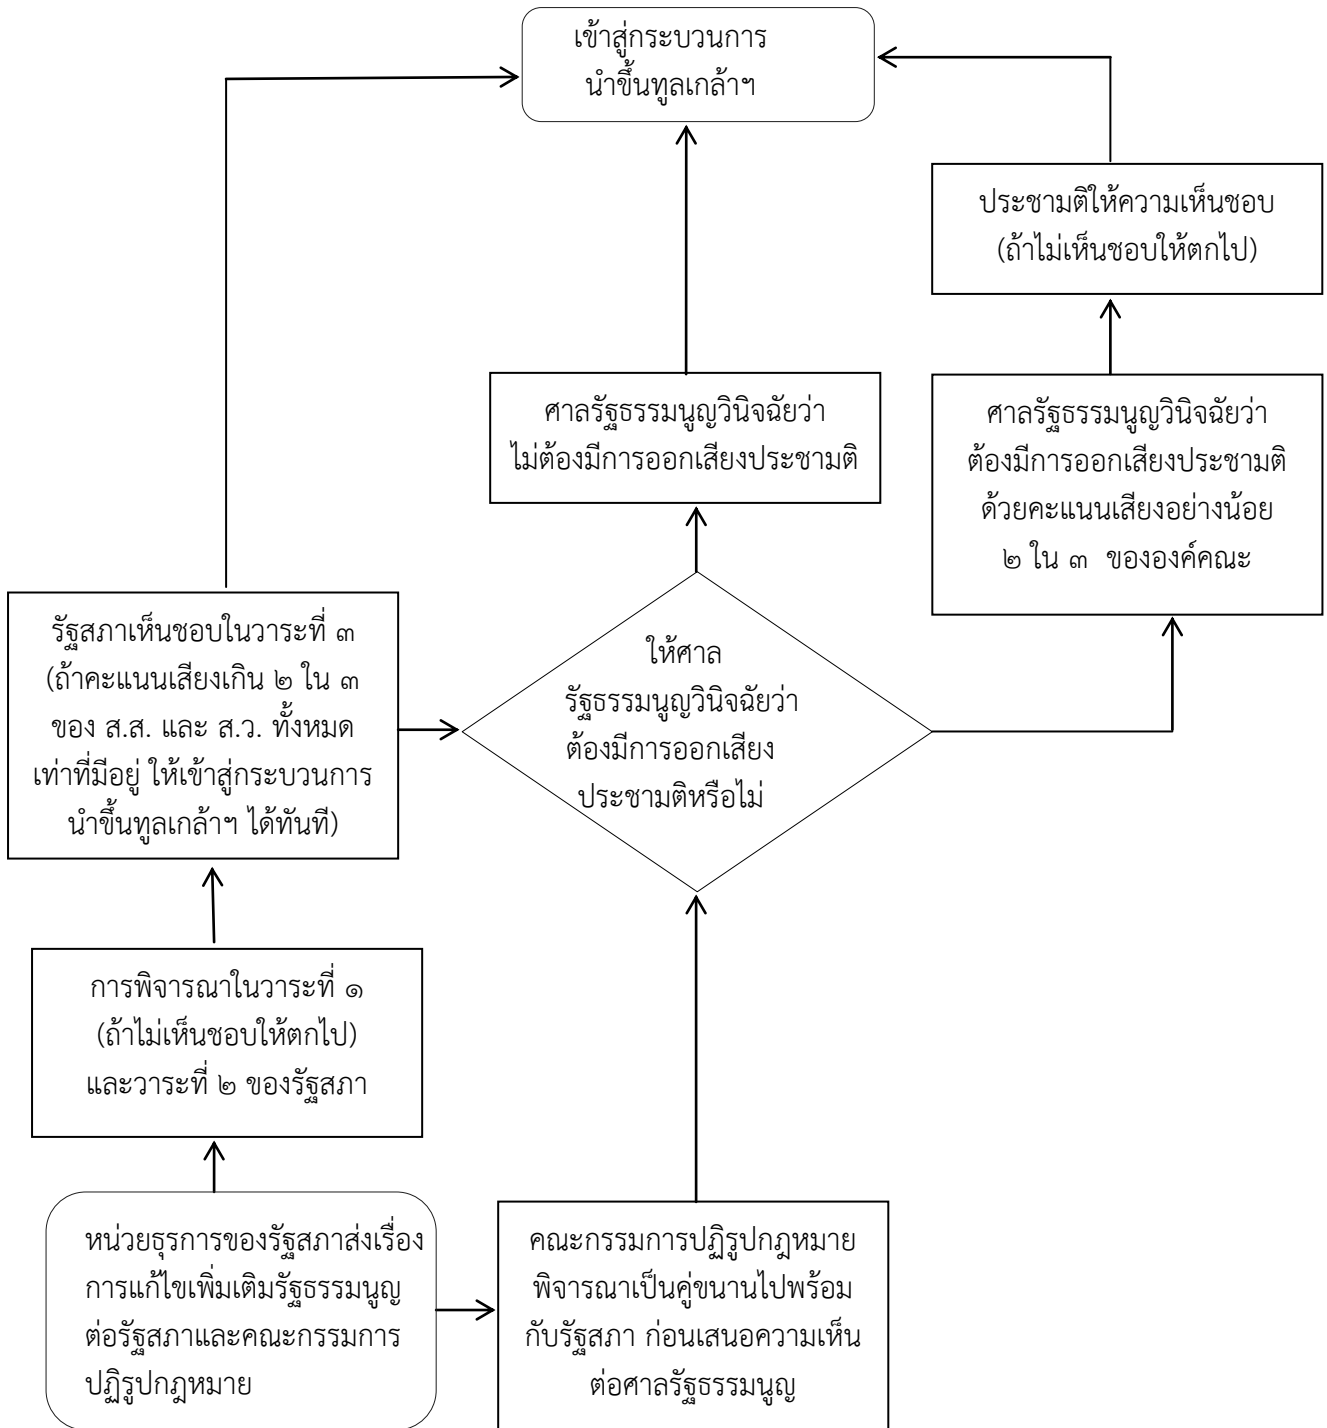 เข้าสู่กระบวนการ
นำขึ้นทูลเกล้าฯ
ประชามติให้ความเห็นชอบ
(ถ้าไม่เห็นชอบให้ตกไป)
ศาลรัฐธรรมนูญวินิจฉัยว่า
ไม่ต้องมีการออกเสียงประชามติ
ศาลรัฐธรรมนูญวินิจฉัยว่า
ต้องมีการออกเสียงประชามติ
ด้วยคะแนนเสียงอย่างน้อย
๒ ใน ๓ ขององค์คณะ
รัฐสภาเห็นชอบในวาระที่ ๓
(ถ้าคะแนนเสียงเกิน ๒ ใน ๓
ของ ส.ส. และ ส.ว. ทั้งหมด
เท่าที่มีอยู่ ให้เข้าสู่กระบวนการ
นำขึ้นทูลเกล้าฯ ได้ทันที)
ให้ศาล
รัฐธรรมนูญวินิจฉัยว่า
ต้องมีการออกเสียง
ประชามติหรือไม่
การพิจารณาในวาระที่ ๑
(ถ้าไม่เห็นชอบให้ตกไป)
และวาระที่ ๒ ของรัฐสภา
หน่วยธุรการของรัฐสภาส่งเรื่อง
การแก้ไขเพิ่มเติมรัฐธรรมนูญ
ต่อรัฐสภาและคณะกรรมการ
ปฏิรูปกฎหมาย
คณะกรรมการปฏิรูปกฎหมาย
พิจารณาเป็นคู่ขนานไปพร้อม
กับรัฐสภา ก่อนเสนอความเห็น
ต่อศาลรัฐธรรมนูญ